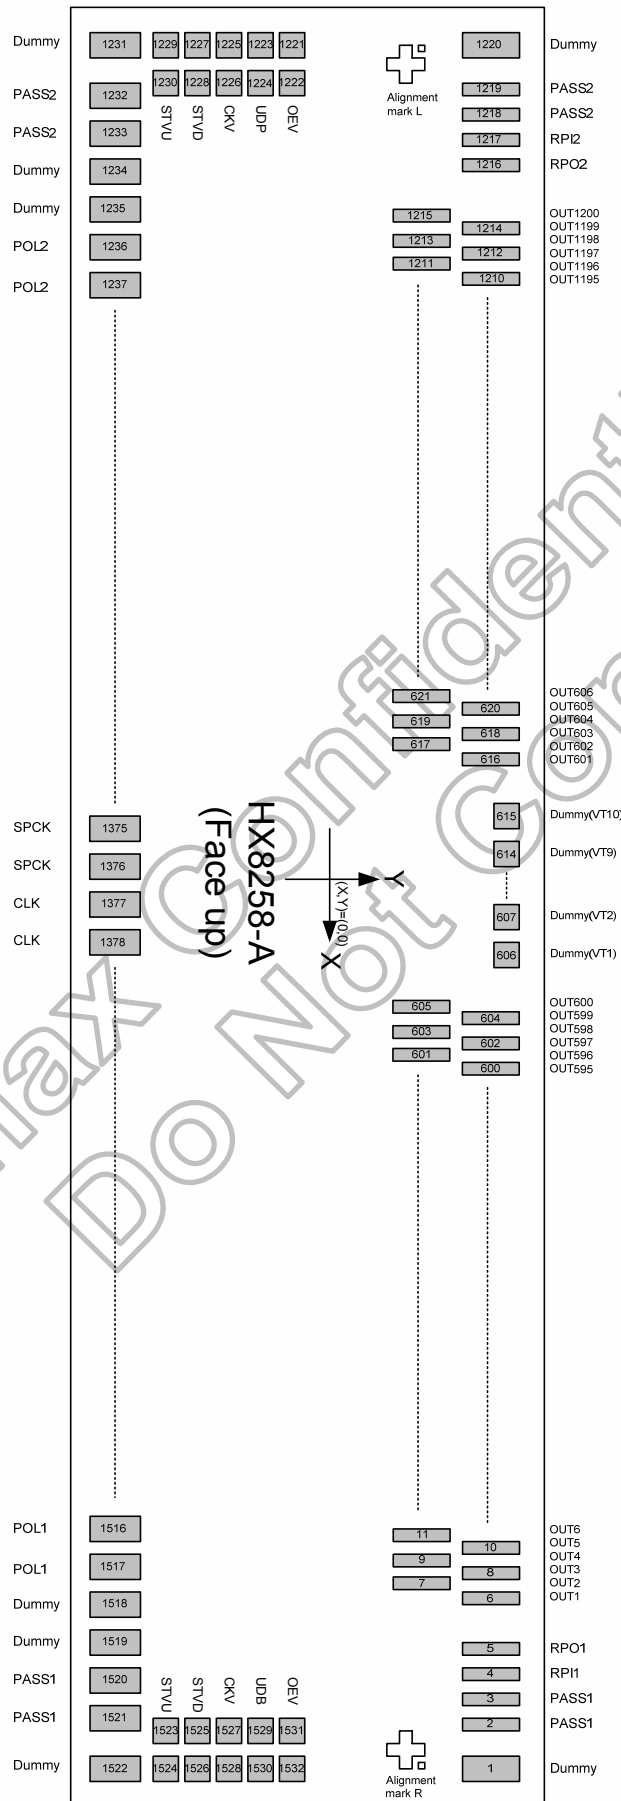 Dummy 1231 1229 1227 1225 1223 1221 1220 Dummy
1230 1228 1226 1224 1222
STVU STVD CKV UDP OEV
Alignment
mark L
PASS2 1232 1219 PASS2
1218 PASS2
PASS2 1233 1217 RPI2
Dummy 1234 1216 RPO2
Dummy 1235 1215 OUT1200
1214 OUT1199
POL2 1236 1213 OUT1198
1212 OUT1197
1211 OUT1196
POL2 1237 1210 OUT1195
621 OUT606
620 OUT605
619 OUT604
618 OUT603
617 OUT602
616 OUT601
SPCK 1375 615 Dummy(VT10)
SPCK 1376 614 Dummy(VT9)
HX8258-A
(Face up)
Y
(X,Y)=(0,0)
X
CLK 1377 607 Dummy(VT2)
CLK 1378 606 Dummy(VT1)
605 OUT600
604 OUT599
603 OUT598
602 OUT597
601 OUT596
600 OUT595
Do Not
POL1 1516 11 OUT6
10 OUT5
9 OUT4
POL1 1517 8 OUT3
7 OUT2
Dummy 1518 6 OUT1
Dummy 1519 5 RPO1
PASS1 1520 4 RPI1
3 PASS1
PASS1 1521 2 PASS1
STVU STVD CKV UDB OEV
1523 1525 1527 1529 1531
Dummy 1522 1524 1526 1528 1530 1532 1 Dummy
Alignment
mark R